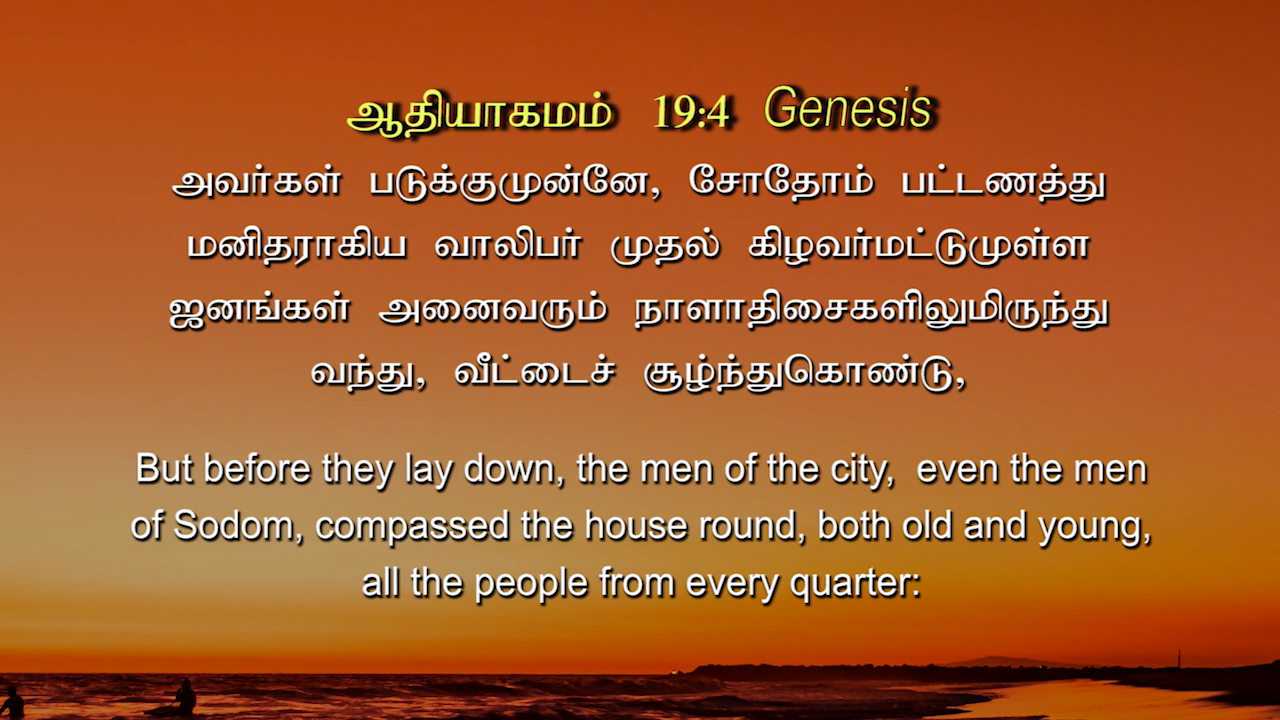 ஆதியாகமம் 19:4 Genesis
அவர்கள் படுக்குமுன்னே, சோதோம் பட்டணத்து
மனிதராகிய வாலிபர் முதல் கிழவர்மட்டுமுள்ள
ஜனங்கள் அனைவரும் நாளாதிசைகளிலுமிருந்து
வந்து, வீட்டைச் சூழ்ந்துகொண்டு,
But before they lay down, the men of the city, even the men
of Sodom, compassed the house round, both old and young,
all the people from every quarter: